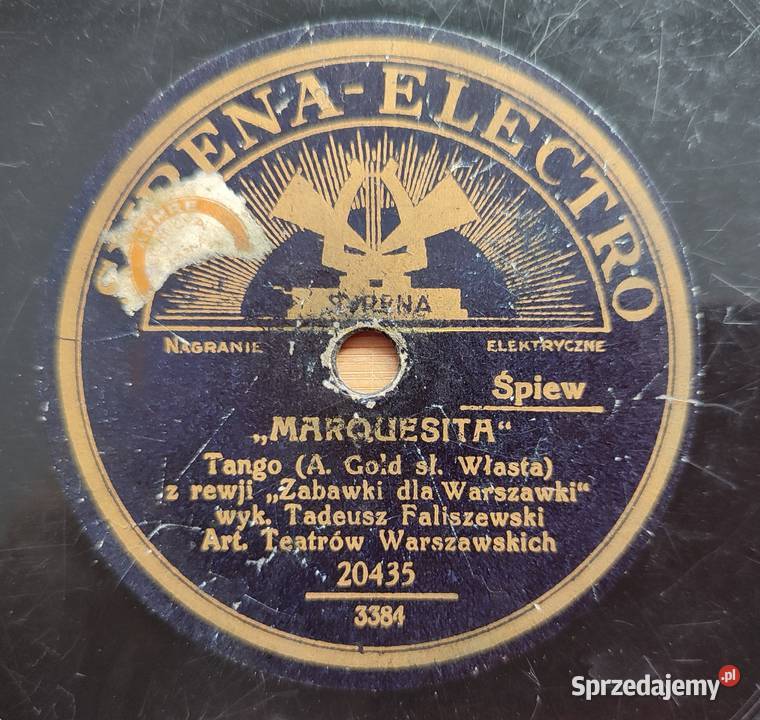 SYRENA-ELECTRO
SYRENA
NAGRANIE ELEKTRYCZNE
Śpiew
„MARQUESITA“
Tango (A. Gold sł. Własta)
z rewji „Zabawki dla Warszawki“
wyk. Tadeusz Faliszewski
Art. Teatrów Warszawskich
20435
3384
Sprzedajemy.pl